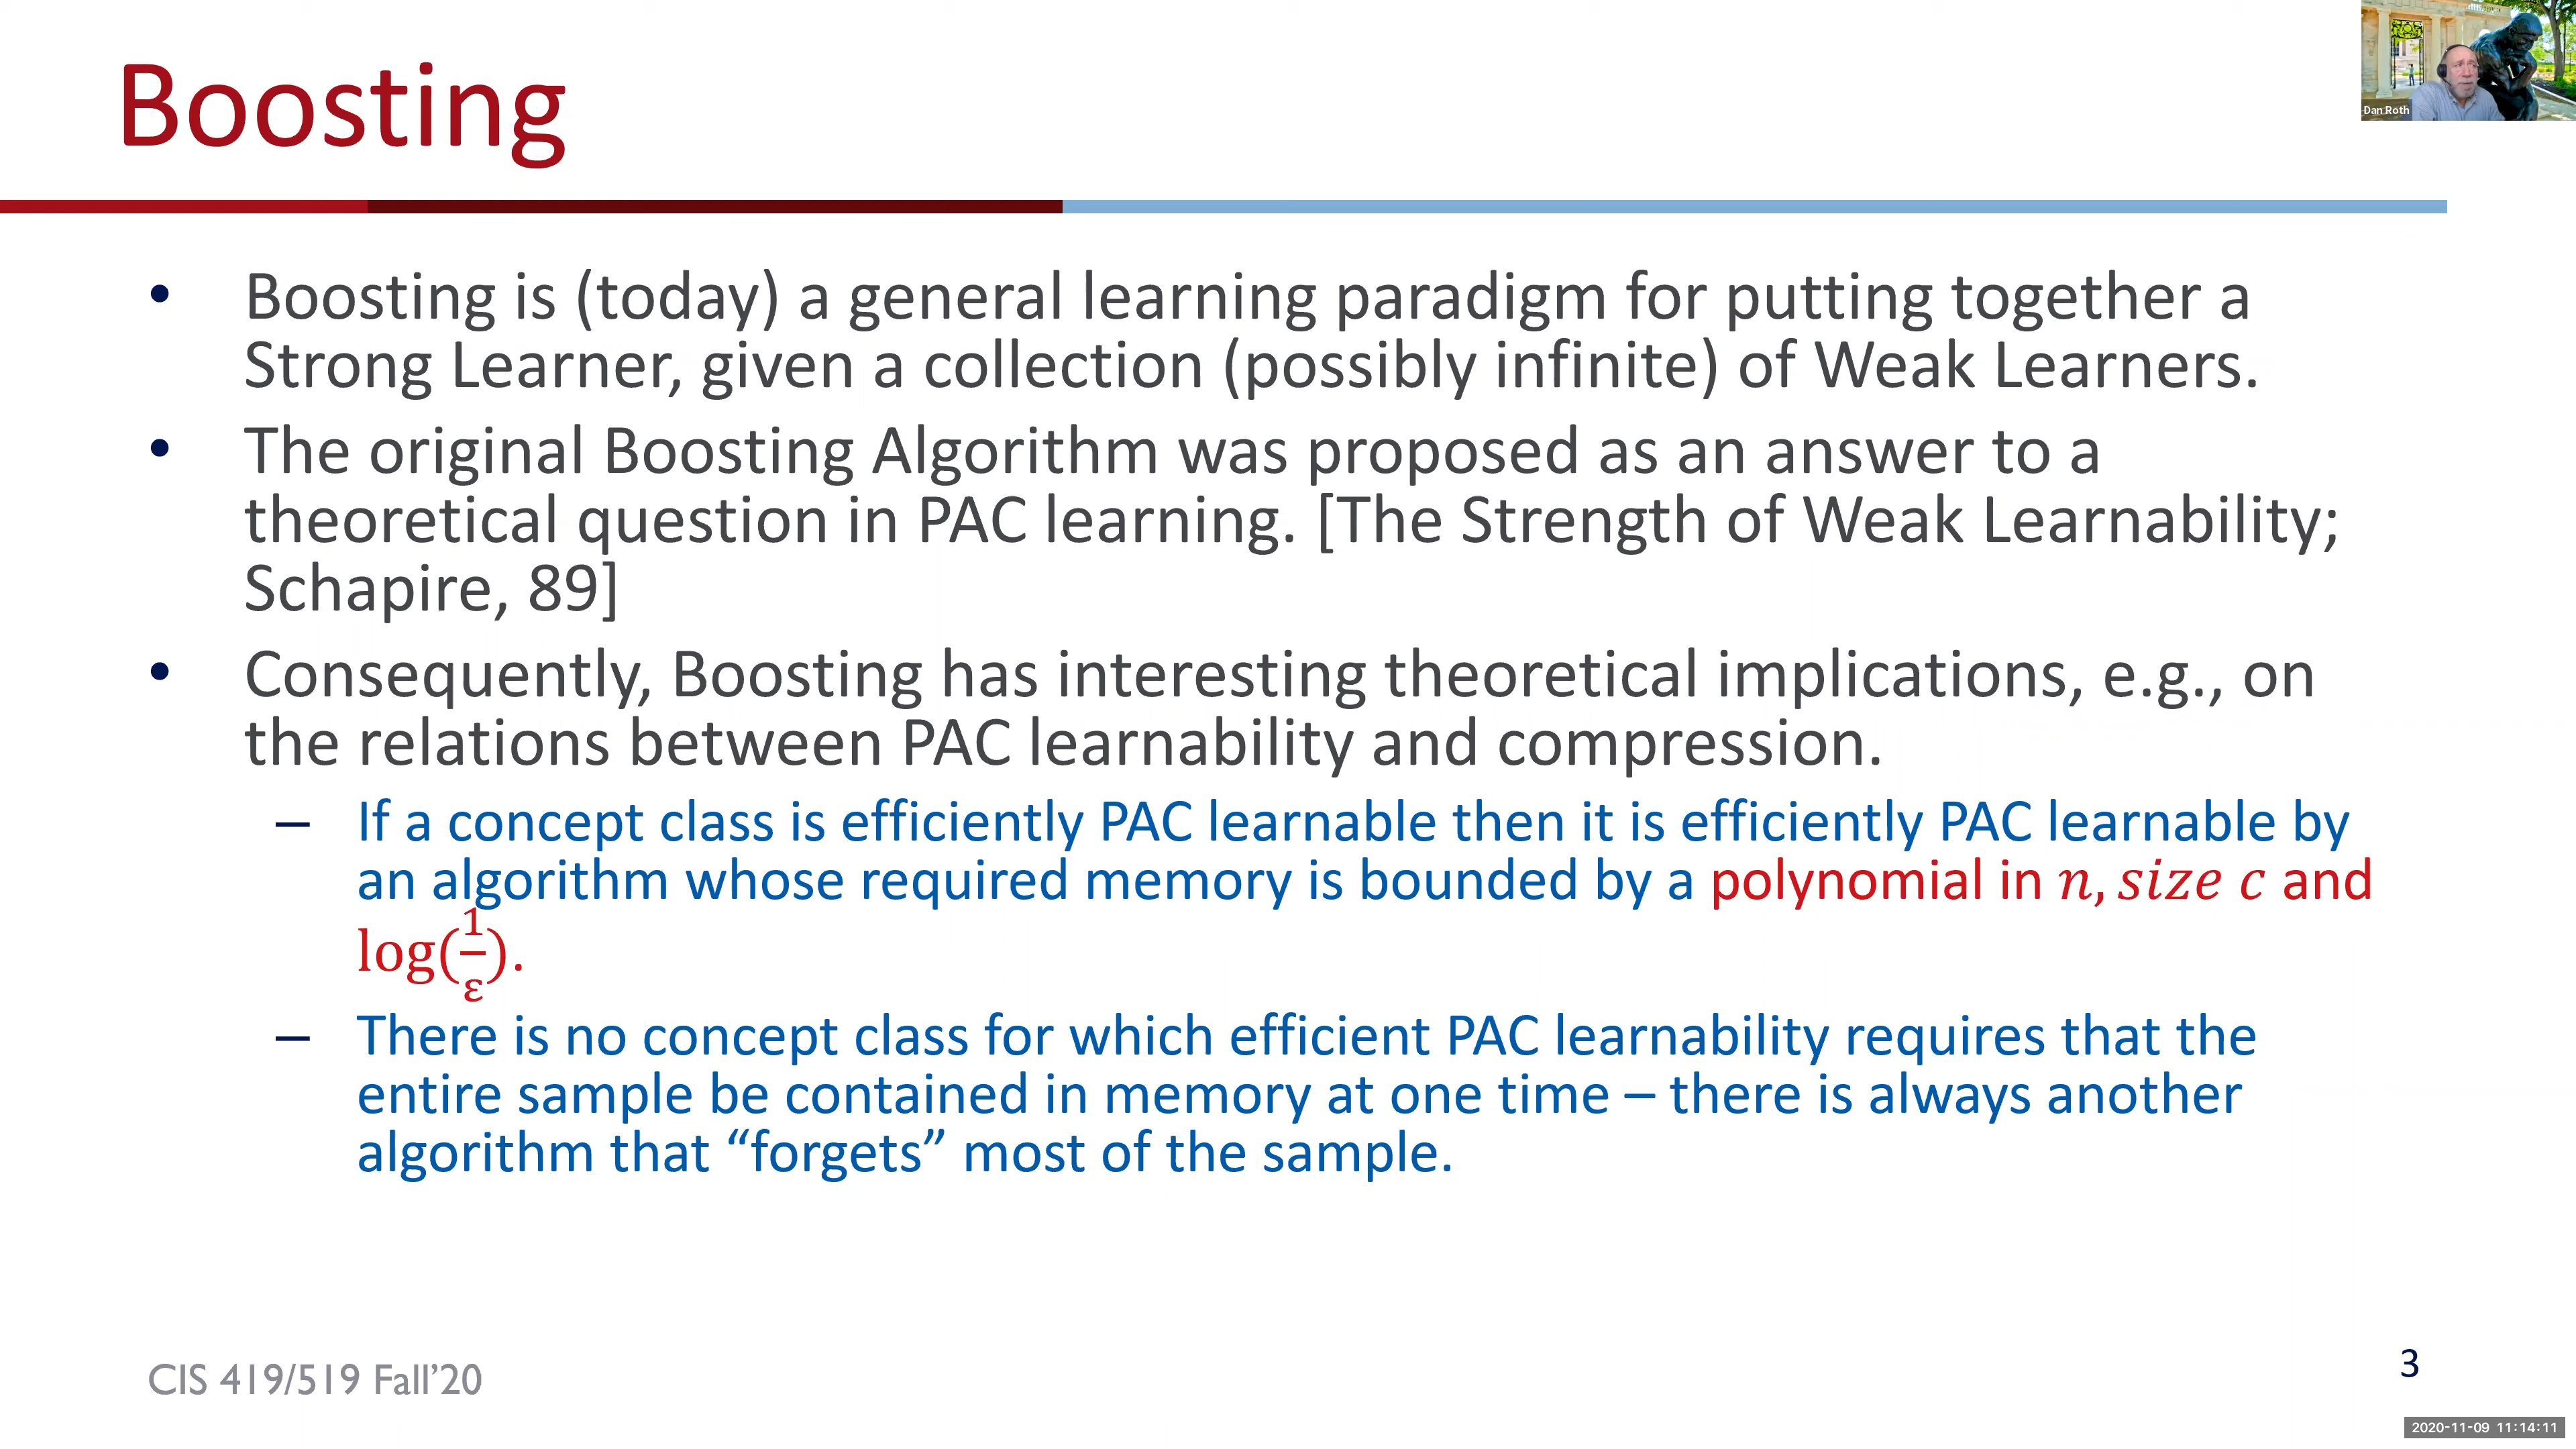 Boosting
Dan Roth
• Boosting is (today) a general learning paradigm for putting together a
Strong Learner, given a collection (possibly infinite) of Weak Learners.
• The original Boosting Algorithm was proposed as an answer to a
theoretical question in PAC learning. [The Strength of Weak Learnability;
Schapire, 89]
• Consequently, Boosting has interesting theoretical implications, e.g., on
the relations between PAC learnability and compression.
– If a concept class is efficiently PAC learnable then it is efficiently PAC learnable by
an algorithm whose required memory is bounded by a polynomial in n, size c and
log(1/ε).
– There is no concept class for which efficient PAC learnability requires that the
entire sample be contained in memory at one time – there is always another
algorithm that “forgets” most of the sample.
CIS 419/519 Fall’20
3
2020-11-09 11:14:11